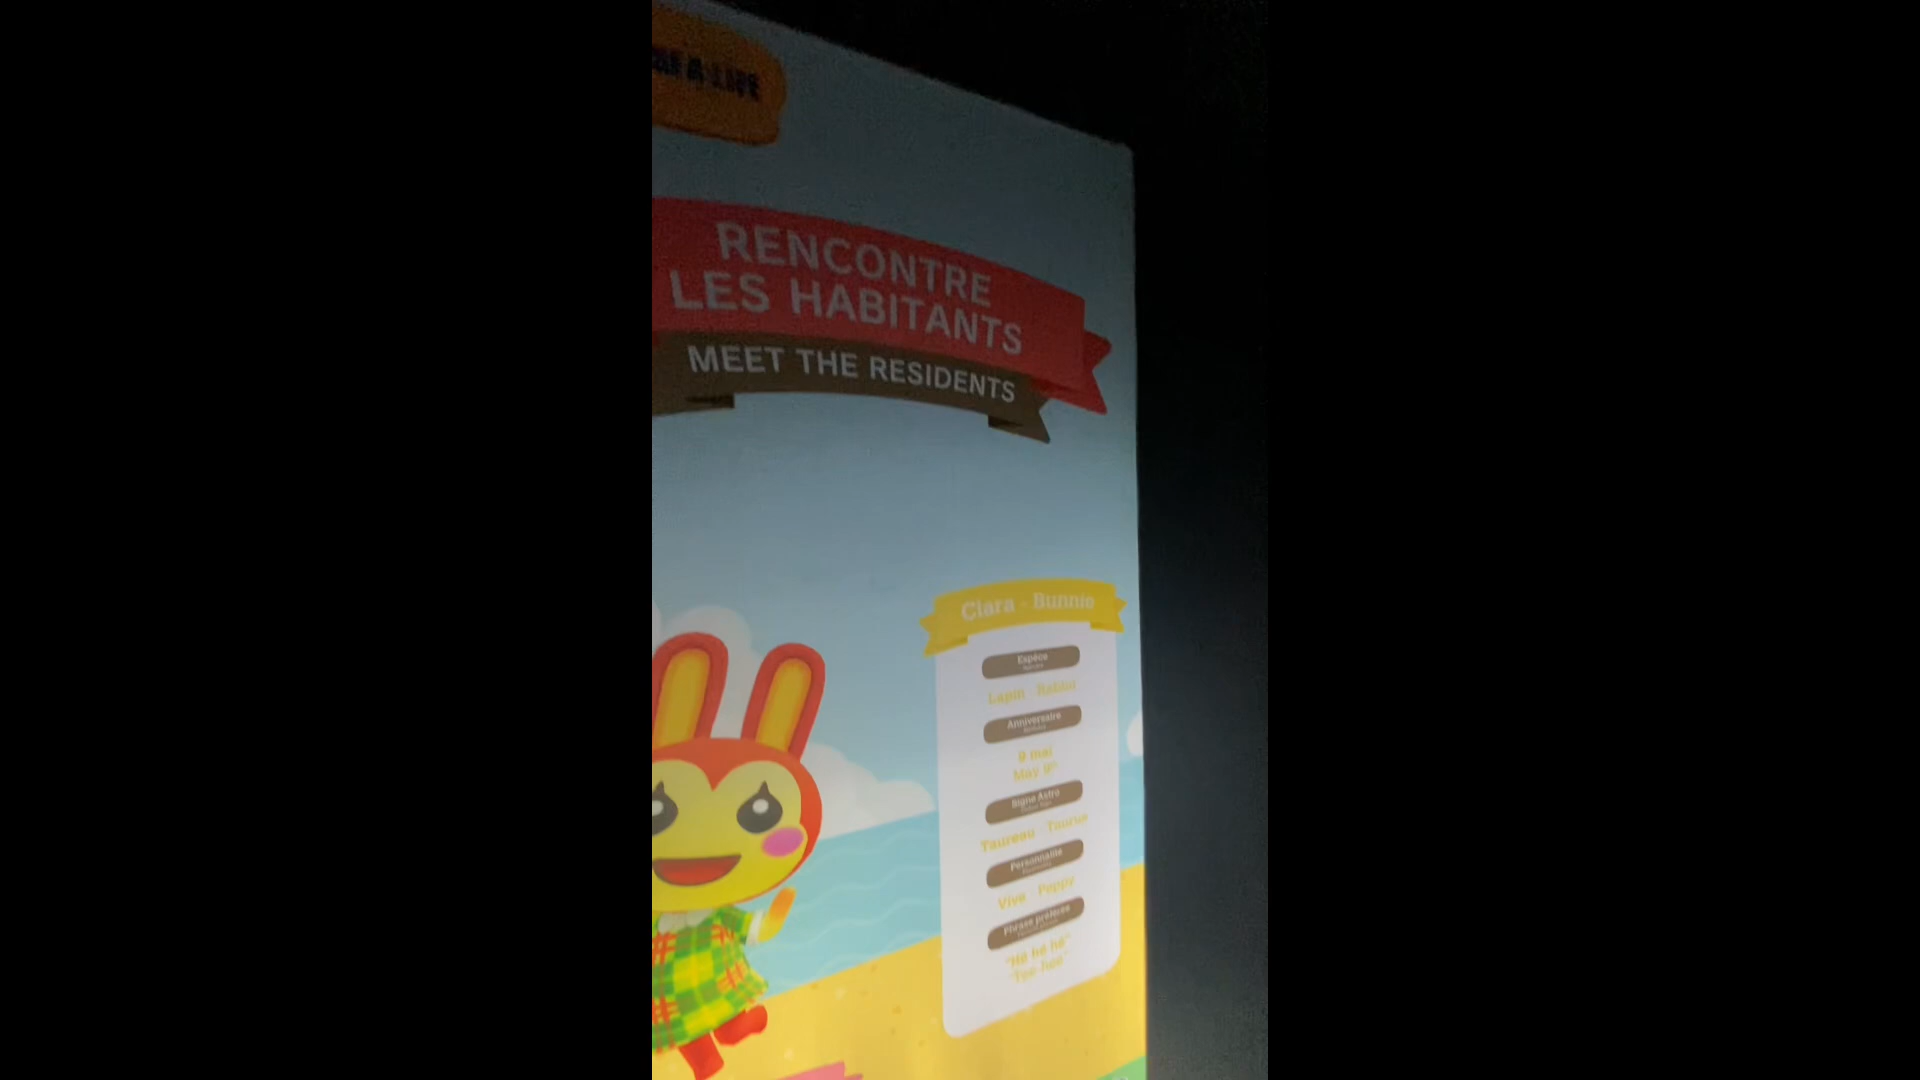 RENCONTRE
LES HABITANTS
MEET THE RESIDENTS
Clara - Bunnie
Espèce
Lapin - Rabbit
Anniversaire
9 mai
May 9th
Signe Astro
Taureau - Taurus
Personnalité
Vive - Peppy
Phrase préférée
"Hé hé hé"
"Tee-hee"